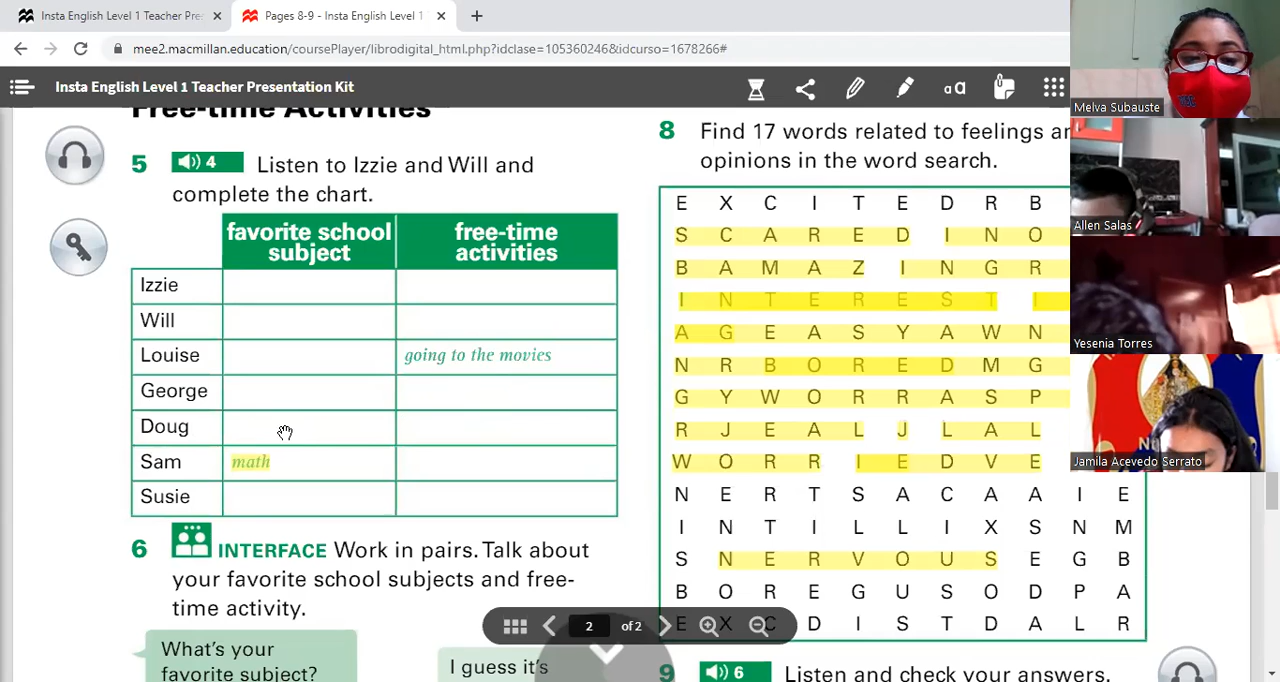 Insta English Level 1 Teacher Pre
Pages 8-9 - Insta English Level 1
mee2.macmillan.education/coursePlayer/librodigital_html.php?idclase=105360246&idcurso=1678266#
Insta English Level 1 Teacher Presentation Kit
aa
Free-time Activities
5 4 Listen to Izzie and Will and
complete the chart.
favorite school
subject
free-time
activities
Izzie
Will
Louise going to the movies
George
Doug
Sam math
Susie
6 INTERFACE Work in pairs. Talk about
your favorite school subjects and free-
time activity.
What's your
favorite subject?
I guess it's
8 Find 17 words related to feelings an
opinions in the word search.
E X C I T E D R B
S C A R E D I N O
B A M A Z I N G R
I N T E R E S T I
A G E A S Y A W N
N R B O R E D M G
G Y W O R R A S P
R J E A L J L A L
W O R R I E D V E
N E R T S A C A A I E
I N T I L L I X S N M
S N E R V O U S E G B
B O R E G U S O D P A
E X C D I S T D A L R
2 of 2
9 6 Listen and check your answers.
Melva Subauste
Allen Salas
Yesenia Torres
Jamila Acevedo Serrato